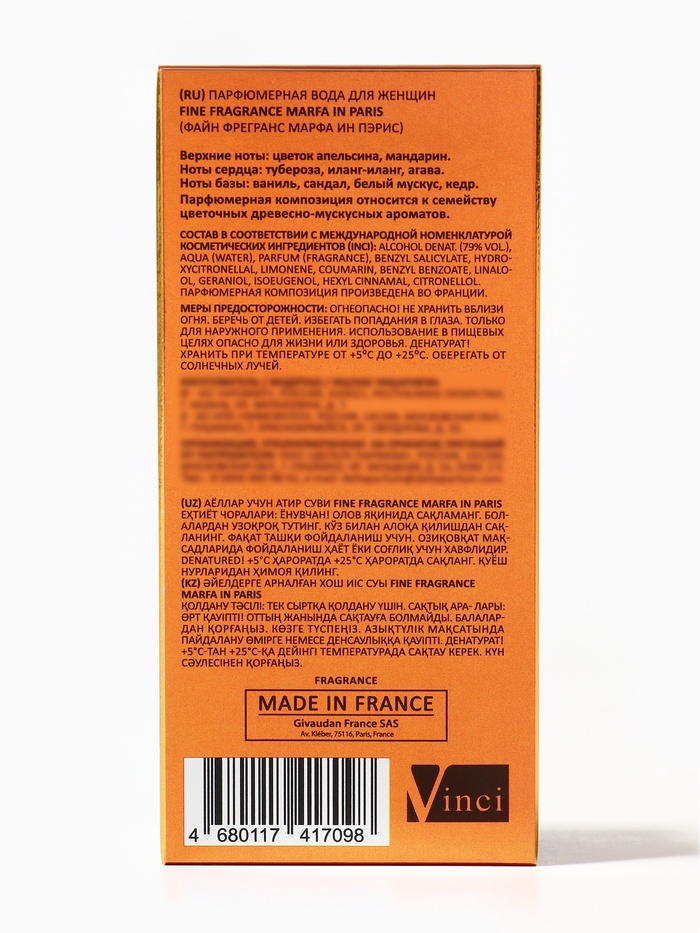 (RU) ПАРФЮМЕРНАЯ ВОДА ДЛЯ ЖЕНЩИН
FINE FRAGRANCE MARFA IN PARIS
(ФАЙН ФРЕГРАНС МАРФА ИН ПЭРИС)
Верхние ноты: цветок апельсина, мандарин.
Ноты сердца: тубероза, иланг-иланг, агава.
Ноты базы: ваниль, сандал, белый мускус, кедр.
Парфюмерная композиция относится к семейству
цветочных древесно-мускусных ароматов.
СОСТАВ В СООТВЕТСТВИИ С МЕЖДУНАРОДНОЙ НОМЕНКЛАТУРОЙ
КОСМЕТИЧЕСКИХ ИНГРЕДИЕНТОВ (INCI): ALCOHOL DENAT. (79% VOL.),
AQUA (WATER), PARFUM (FRAGRANCE), BENZYL SALICYLATE, HYDRO-
XYCITRONELLAL, LIMONENE, COUMARIN, BENZYL BENZOATE, LINALO-
OL, GERANIOL, ISOEUGENOL, HEXYL CINNAMAL, CITRONELLOL.
ПАРФЮМЕРНАЯ КОМПОЗИЦИЯ ПРОИЗВЕДЕНА ВО ФРАНЦИИ.
МЕРЫ ПРЕДОСТОРОЖНОСТИ: ОГНЕОПАСНО! НЕ ХРАНИТЬ ВБЛИЗИ
ОГНЯ. БЕРЕЧЬ ОТ ДЕТЕЙ. ИЗБЕГАТЬ ПОПАДАНИЯ В ГЛАЗА. ТОЛЬКО
ДЛЯ НАРУЖНОГО ПРИМЕНЕНИЯ. ИСПОЛЬЗОВАНИЕ В ПИЩЕВЫХ
ЦЕЛЯХ ОПАСНО ДЛЯ ЖИЗНИ ИЛИ ЗДОРОВЬЯ. ДЕНАТУРАТ!
ХРАНИТЬ ПРИ ТЕМПЕРАТУРЕ ОТ +5°C ДО +25°C. ОБЕРЕГАТЬ ОТ
СОЛНЕЧНЫХ ЛУЧЕЙ.
(UZ) АЁЛЛАР УЧУН АТИР СУВИ FINE FRAGRANCE MARFA IN PARIS
ЕҲТИЁТ ЧОРАЛАРИ: ЁНУВЧАН! ОЛОВ ЯҚИНИДА САҚЛАМАНГ. БОЛ-
АЛАРДАН УЗОҚРОҚ ТУТИНГ. КЎЗ БИЛАН АЛОҚА ҚИЛИШДАН САҚ-
ЛАНИНГ. ФАҚАТ ТАШҚИ ФОЙДАЛАНИШ УЧУН. ОЗИҚОВҚАТ МАҚ-
САДЛАРИДА ФОЙДАЛАНИШ ҲАЁТ ЁКИ СОҒЛИҚ УЧУН ХАВФЛИДИР.
DENATURED! +5°C ҲАРОРАТДА +25°C ҲАРОРАТДА САҚЛАНГ. ҚУЁШ
НУРЛАРИДАН ҲИМОЯ ҚИЛИНГ.
(KZ) ӘЙЕЛДЕРГЕ АРНАЛҒАН ХОШ ИІС СУЫ FINE FRAGRANCE
MARFA IN PARIS
ҚОЛДАНУ ТӘСІЛІ: ТЕК СЫРТҚА ҚОЛДАНУ ҮШІН. САҚТЫҚ АРА- ЛАРЫ:
ӨРТ ҚАУІПТІ! ОТТЫҢ ЖАНЫНДА САҚТАУҒА БОЛМАЙДЫ. БАЛАЛАР-
ДАН ҚОРҒАҢЫЗ. КӨЗГЕ ТҮСПЕҢІЗ. АЗЫҚТҮЛІК МАҚСАТЫНДА
ПАЙДАЛАНУ ӨМІРГЕ НЕМЕСЕ ДЕНСАУЛЫҚҚА ҚАУІПТІ. ДЕНАТУРАТ!
+5°C-ТАН +25°C-ҚА ДЕЙІНГІ ТЕМПЕРАТУРАДА САҚТАУ КЕРЕК. КҮН
СӘУЛЕСІНЕН ҚОРҒАҢЫЗ.
FRAGRANCE
MADE IN FRANCE
Givaudan France SAS
Av. Kléber, 75116, Paris, France
4 680117 417098
Vinci